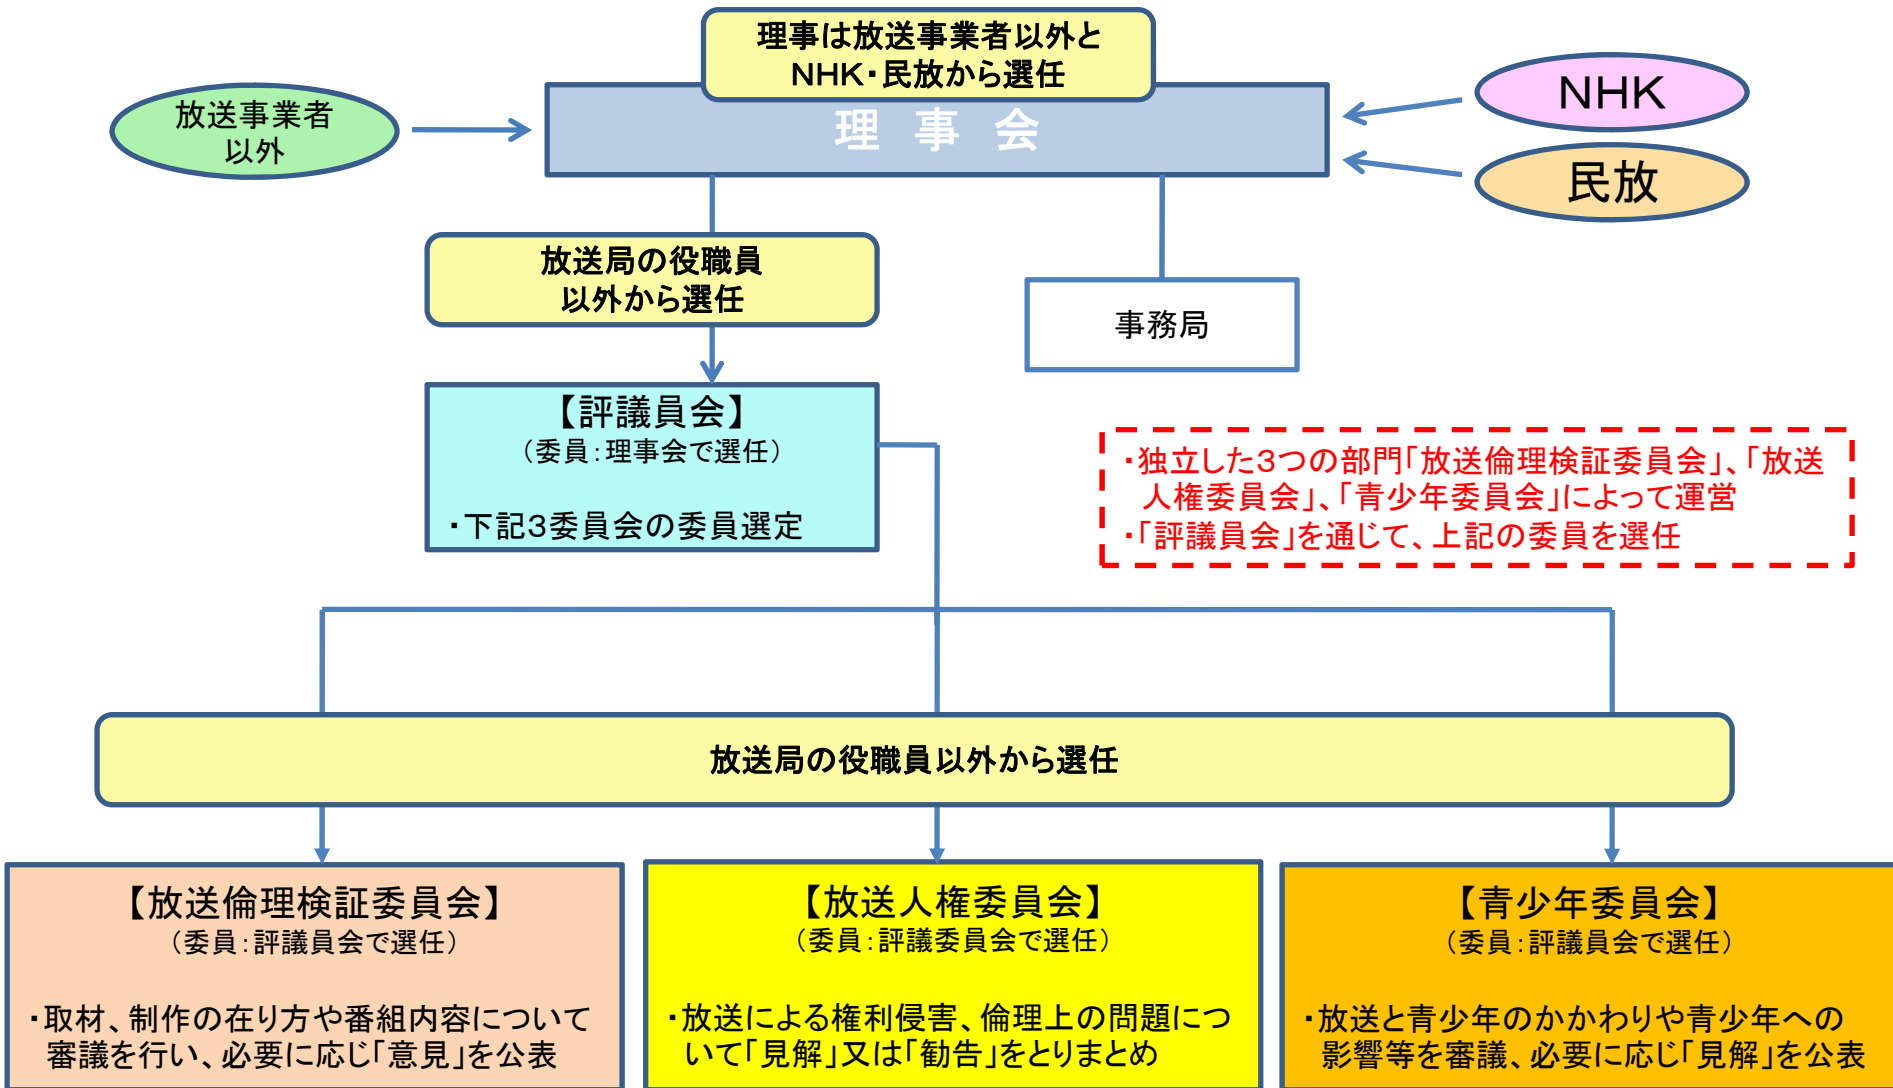 理事は放送事業者以外と
NHK・民放から選任
理 事 会
放送事業者
以外
NHK
民放
放送局の役職員
以外から選任
事務局
【評議員会】
（委員：理事会で選任）
・下記３委員会の委員選定
・独立した３つの部門「放送倫理検証委員会」、「放送
人権委員会」、「青少年委員会」によって運営
・「評議員会」を通じて、上記の委員を選任
放送局の役職員以外から選任
【放送倫理検証委員会】
（委員：評議員会で選任）
・取材、制作の在り方や番組内容について
審議を行い、必要に応じ「意見」を公表
【放送人権委員会】
（委員：評議委員会で選任）
・放送による権利侵害、倫理上の問題につ
いて「見解」又は「勧告」をとりまとめ
【青少年委員会】
（委員：評議員会で選任）
・放送と青少年のかかわりや青少年への
影響等を審議、必要に応じ「見解」を公表